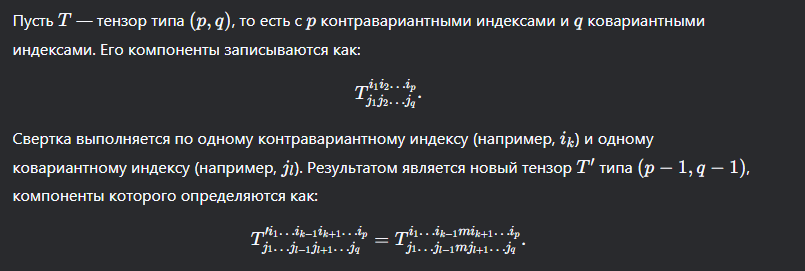 Пусть $T$ — тензор типа $(p, q)$, то есть с $p$ контравариантными индексами и $q$ ковариантными
индексами. Его компоненты записываются как:
$T^{i_1 i_2 \ldots i_p}_{j_1 j_2 \ldots j_q}.$
Свертка выполняется по одному контравариантному индексу (например, $i_k$) и одному
ковариантному индексу (например, $j_l$). Результатом является новый тензор $T'$ типа $(p - 1, q - 1)$,
компоненты которого определяются как:
$T'^{i_1 \ldots i_{k-1} i_{k+1} \ldots i_p}_{j_1 \ldots j_{l-1} j_{l+1} \ldots j_q} = T^{i_1 \ldots i_{k-1} m i_{k+1} \ldots i_p}_{j_1 \ldots j_{l-1} m j_{l+1} \ldots j_q}.$